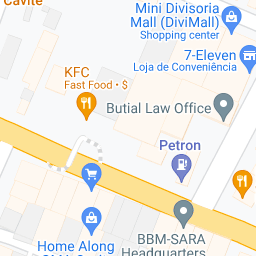 Cavite
Mini Divisoria
Mall (DiviMall)
Shopping center
7-Eleven
Loja de Conveniência
KFC
Fast Food • $
Butial Law Office
Petron
Home Along
BBM-SARA
Headquarters